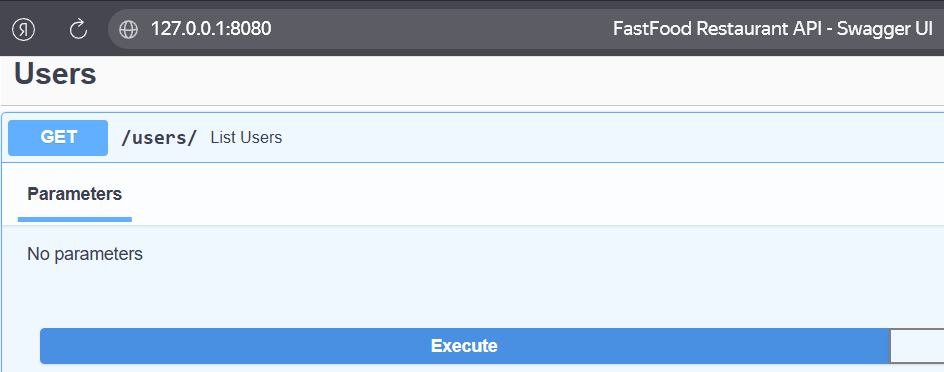 Я 127.0.0.1:8080 FastFood Restaurant API - Swagger UI
Users
GET /users/ List Users
Parameters
No parameters
Execute